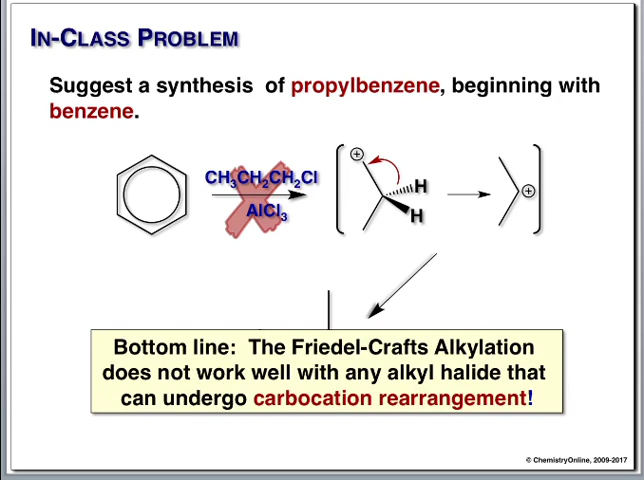 IN-CLASS PROBLEM
Suggest a synthesis of propylbenzene, beginning with
benzene.
CH₃CH₂CH₂Cl
AlCl₃
⊕
H
H
⊕
Bottom line: The Friedel-Crafts Alkylation
does not work well with any alkyl halide that
can undergo carbocation rearrangement!
© ChemistryOnline, 2009-2017